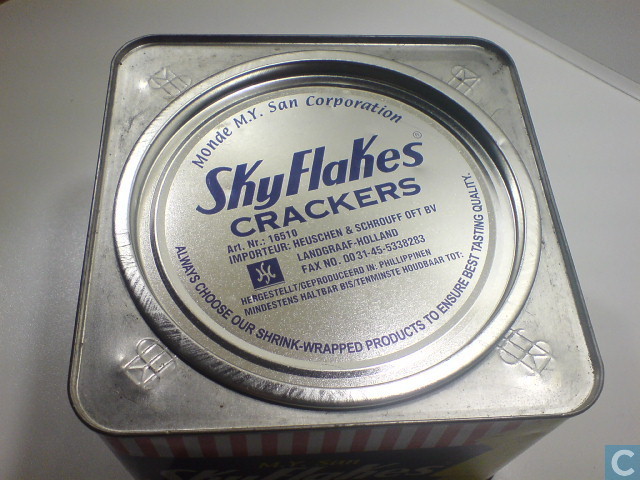 Monde M.Y. San Corporation
SkyFlakes®
CRACKERS
Art. Nr.: 16510
IMPORTEUR: HEUSCHEN & SCHROUFF OFT BV
LANDGRAAF-HOLLAND
FAX NO. 0031-45-5338283
HERGESTELLT/GEPRODUCEERD IN: PHILLIPPINEN
MINDESTENS HALTBAR BIS/TENMINSTE HOUDBAAR TOT:
ALWAYS CHOOSE OUR SHRINK-WRAPPED PRODUCTS TO ENSURE BEST TASTING QUALITY.
M.Y. San
SkyFlakes
C